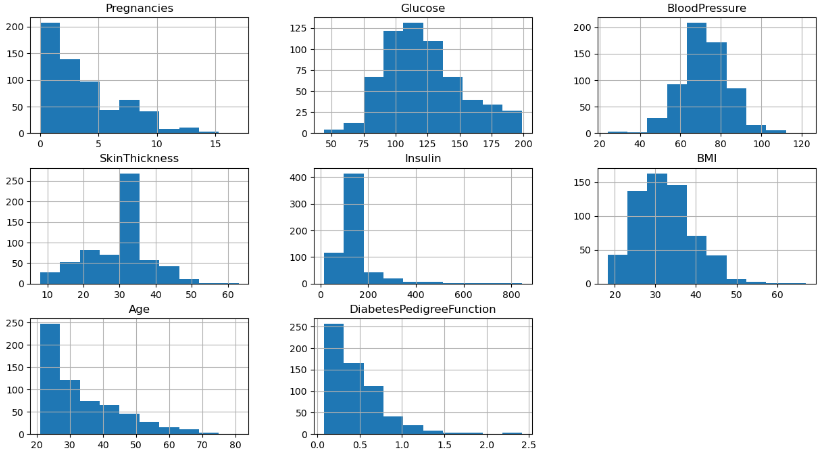 Pregnancies
200
150
100
50
0
0 5 10 15
Glucose
125
100
75
50
25
0
50 75 100 125 150 175 200
BloodPressure
200
150
100
50
0
20 40 60 80 100 120
SkinThickness
250
200
150
100
50
0
10 20 30 40 50 60
Insulin
400
300
200
100
0
0 200 400 600 800
BMI
150
100
50
0
20 30 40 50 60
Age
250
200
150
100
50
0
20 30 40 50 60 70 80
DiabetesPedigreeFunction
250
200
150
100
50
0
0.0 0.5 1.0 1.5 2.0 2.5